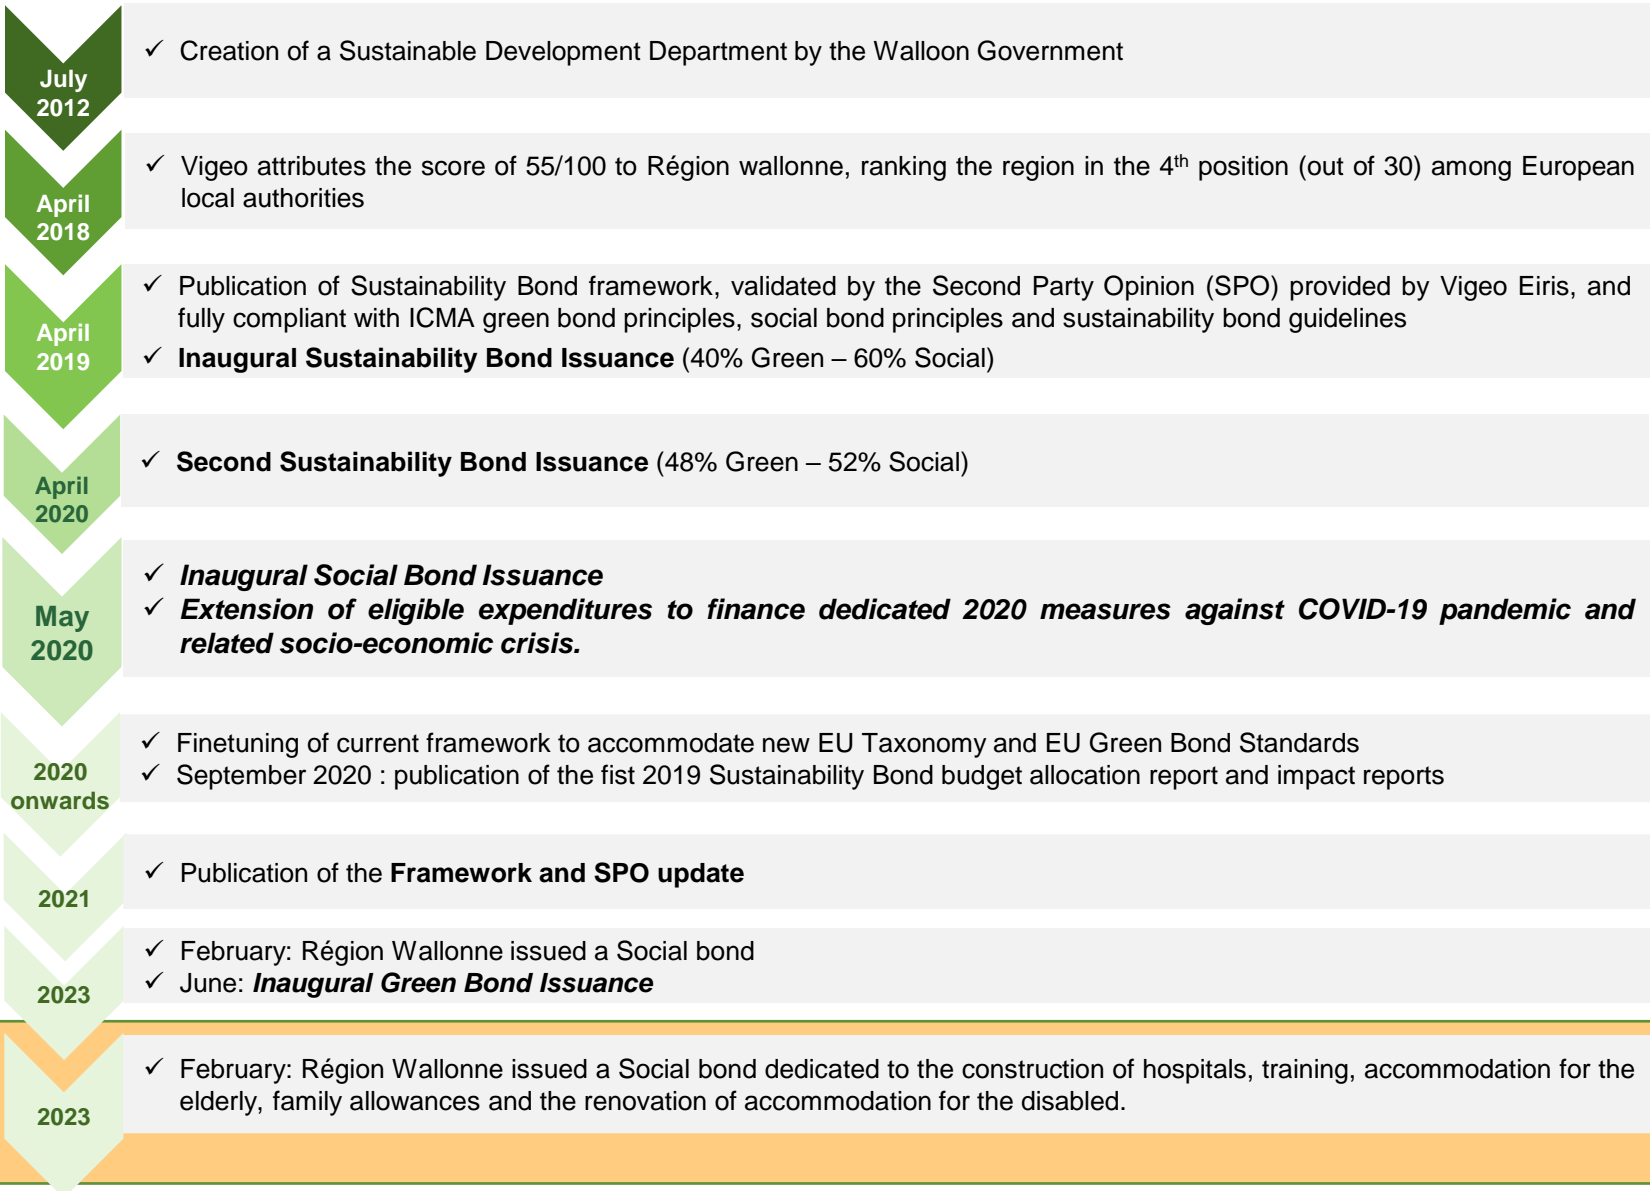 July
2012
✓ Creation of a Sustainable Development Department by the Walloon Government
April
2018
✓ Vigeo attributes the score of 55/100 to Région wallonne, ranking the region in the 4th position (out of 30) among European
local authorities
April
2019
✓ Publication of Sustainability Bond framework, validated by the Second Party Opinion (SPO) provided by Vigeo Eiris, and
fully compliant with ICMA green bond principles, social bond principles and sustainability bond guidelines
✓ Inaugural Sustainability Bond Issuance (40% Green – 60% Social)
April
2020
✓ Second Sustainability Bond Issuance (48% Green – 52% Social)
May
2020
✓ Inaugural Social Bond Issuance
✓ Extension of eligible expenditures to finance dedicated 2020 measures against COVID-19 pandemic and
related socio-economic crisis.
2020
onwards
✓ Finetuning of current framework to accommodate new EU Taxonomy and EU Green Bond Standards
✓ September 2020 : publication of the fist 2019 Sustainability Bond budget allocation report and impact reports
2021
✓ Publication of the Framework and SPO update
2023
✓ February: Région Wallonne issued a Social bond
✓ June: Inaugural Green Bond Issuance
2023
✓ February: Région Wallonne issued a Social bond dedicated to the construction of hospitals, training, accommodation for the
elderly, family allowances and the renovation of accommodation for the disabled.